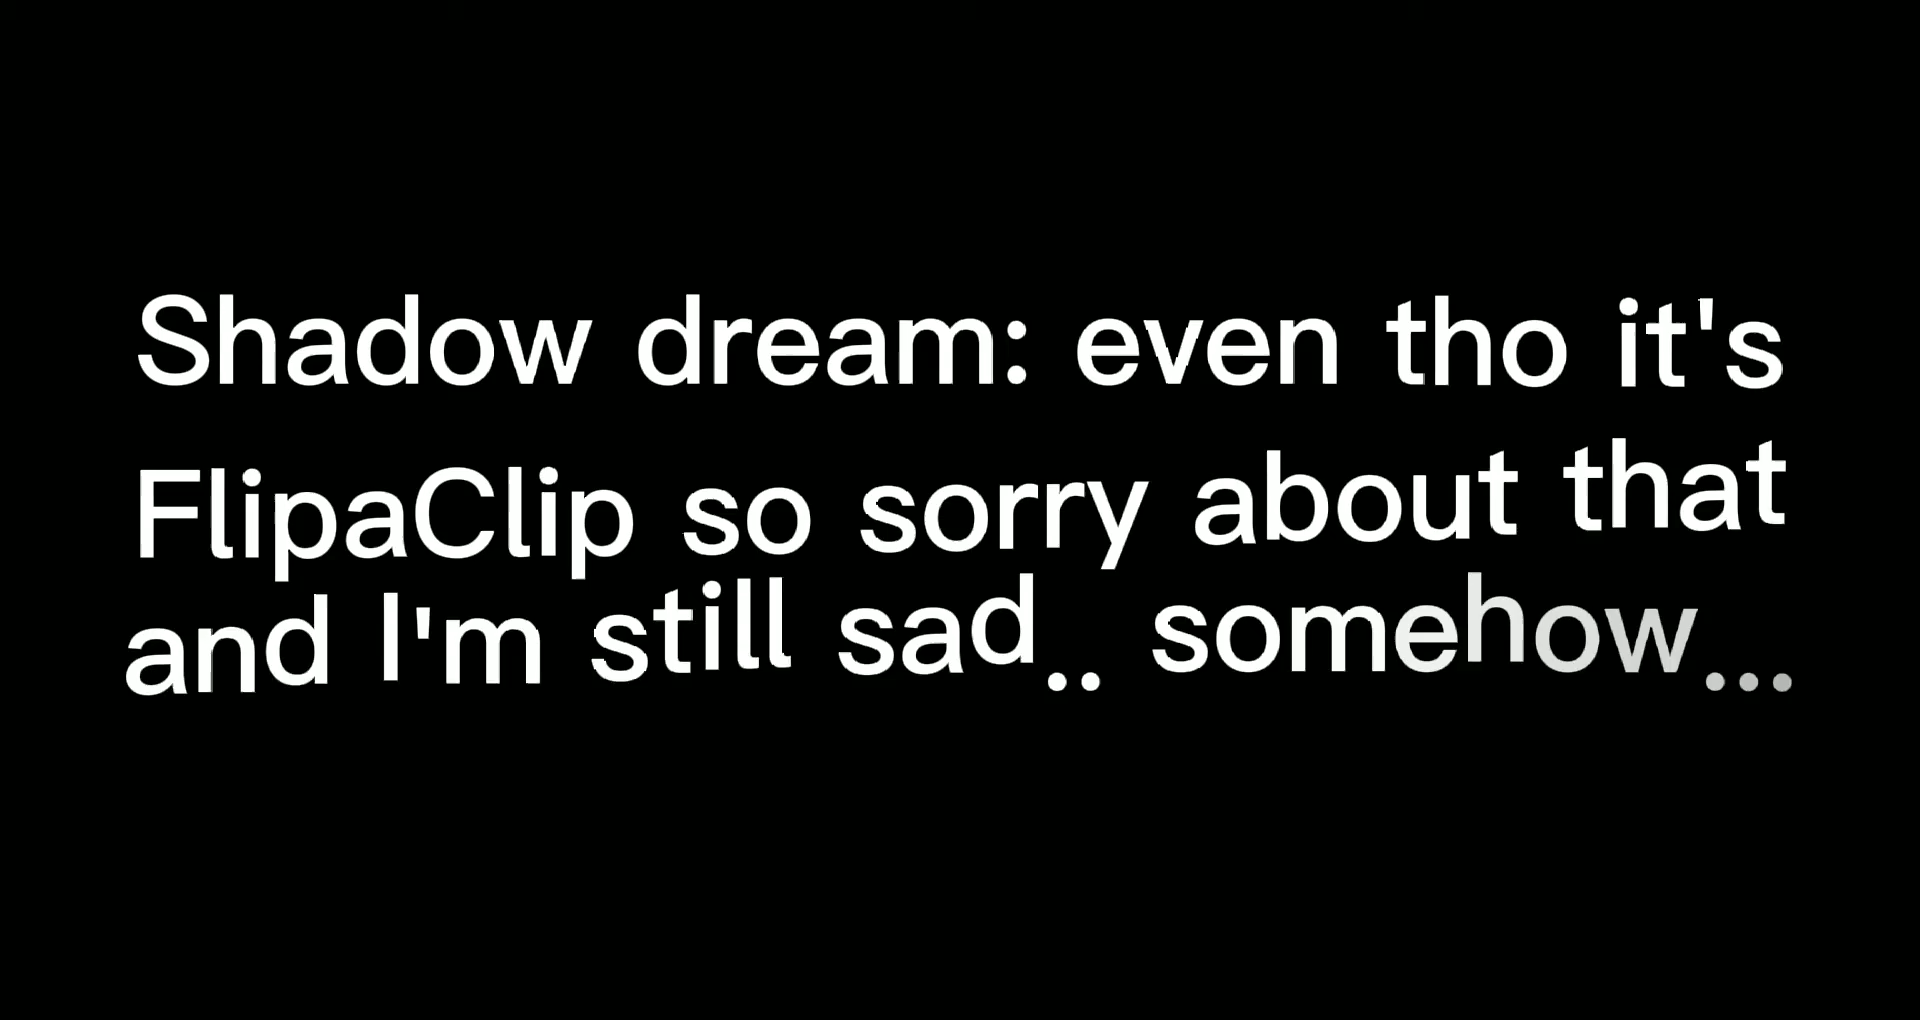 Shadow dream: even tho it's
FlipaClip so sorry about that
and I'm still sad.. somehow...